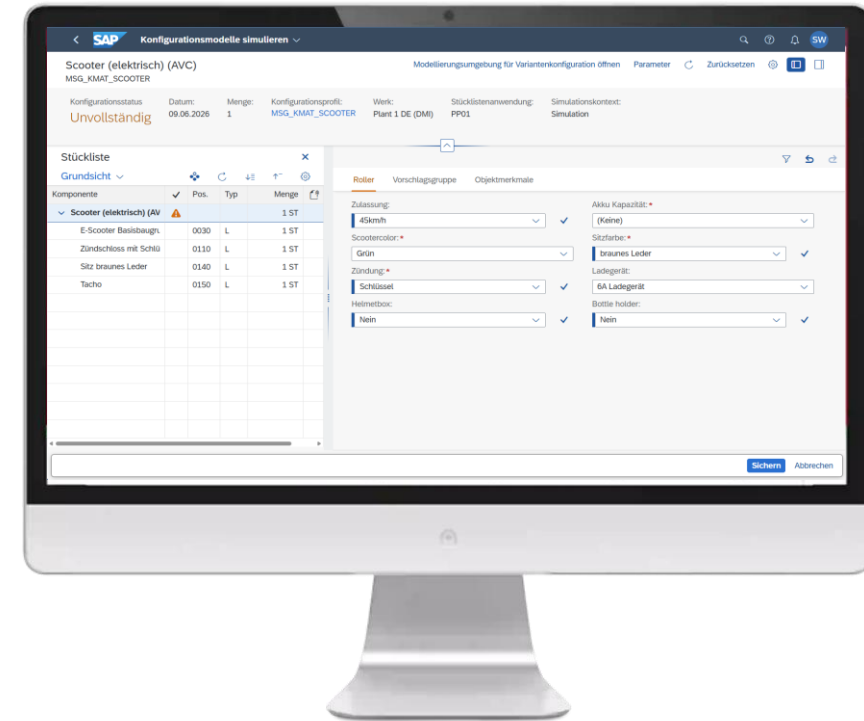 SAP Konfigurationsmodelle simulieren SW
Scooter (elektrisch) (AVC) Modellierungsumgebung für Variantenkonfiguration öffnen Parameter Zurücksetzen
MSG_KMAT_SCOOTER
Konfigurationsstatus Datum: Menge: Konfigurationsprofil: Werk: Stücklistenanwendung: Simulationskontext:
Unvollständig 09.06.2026 1 MSG_KMAT_SCOOTER Plant 1 DE (DMI) PP01 Simulation
Stückliste
Grundsicht
Komponente Pos. Typ Menge
Scooter (elektrisch) (AV 1 ST
E-Scooter Basisbaugru. 0030 L 1 ST
Zündschloss mit Schlü 0110 L 1 ST
Sitz braunes Leder 0140 L 1 ST
Tacho 0150 L 1 ST
Roller Vorschlagsgruppe Objektmerkmale
Zulassung: Akku Kapazität: *
45km/h (Keine)
Scootercolor: * Sitzfarbe: *
Grün braunes Leder
Zündung: * Ladegerät:
Schlüssel 6A Ladegerät
Helmetbox: Bottle holder:
Nein Nein
Sichern Abbrechen